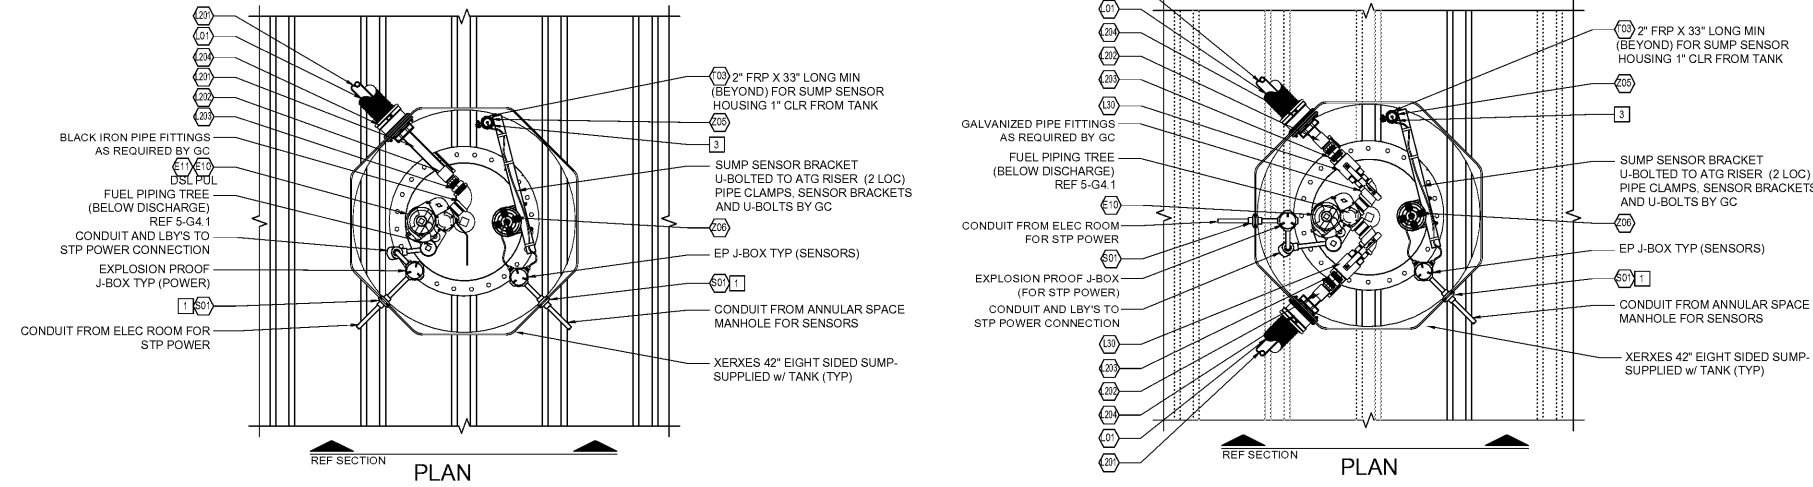 L201
L01
L204
L201
L202
L203
BLACK IRON PIPE FITTINGS
AS REQUIRED BY GC
E11 E10
DSL PUL
FUEL PIPING TREE
(BELOW DISCHARGE)
REF 5-G4.1
CONDUIT AND LBY'S TO
STP POWER CONNECTION
EXPLOSION PROOF
J-BOX TYP (POWER)
1 S01
CONDUIT FROM ELEC ROOM FOR
STP POWER
T03 2" FRP X 33" LONG MIN
(BEYOND) FOR SUMP SENSOR
HOUSING 1" CLR FROM TANK
Z05
3
SUMP SENSOR BRACKET
U-BOLTED TO ATG RISER (2 LOC)
PIPE CLAMPS, SENSOR BRACKETS
AND U-BOLTS BY GC
Z06
EP J-BOX TYP (SENSORS)
S01 1
CONDUIT FROM ANNULAR SPACE
MANHOLE FOR SENSORS
XERXES 42" EIGHT SIDED SUMP-
SUPPLIED w/ TANK (TYP)
REF SECTION
PLAN
L01
L204
L202
L203
L30
GALVANIZED PIPE FITTINGS
AS REQUIRED BY GC
FUEL PIPING TREE
(BELOW DISCHARGE)
REF 5-G4.1
E10
CONDUIT FROM ELEC ROOM
FOR STP POWER
S01
EXPLOSION PROOF J-BOX
(FOR STP POWER)
CONDUIT AND LBY'S TO
STP POWER CONNECTION
L30
L203
L202
L204
L01
L201
T03 2" FRP X 33" LONG MIN
(BEYOND) FOR SUMP SENSOR
HOUSING 1" CLR FROM TANK
Z05
3
SUMP SENSOR BRACKET
U-BOLTED TO ATG RISER (2 LOC)
PIPE CLAMPS, SENSOR BRACKETS
AND U-BOLTS BY GC
Z06
EP J-BOX TYP (SENSORS)
S01 1
CONDUIT FROM ANNULAR SPACE
MANHOLE FOR SENSORS
XERXES 42" EIGHT SIDED SUMP-
SUPPLIED w/ TANK (TYP)
REF SECTION
PLAN